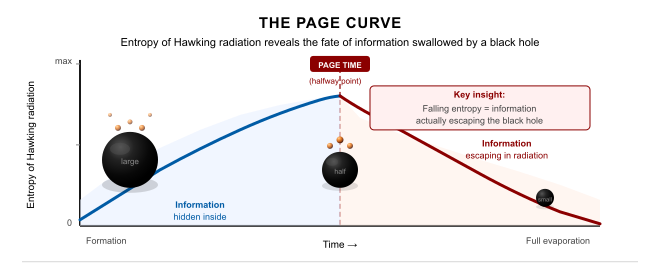 THE PAGE CURVE
Entropy of Hawking radiation reveals the fate of information swallowed by a black hole
max
PAGE TIME
(halfway point)
Key insight:
Falling entropy = information
actually escaping the black hole
Information
escaping in radiation
large
half
small
Entropy of Hawking radiation
Information
hidden inside
0
Formation
Time →
Full evaporation